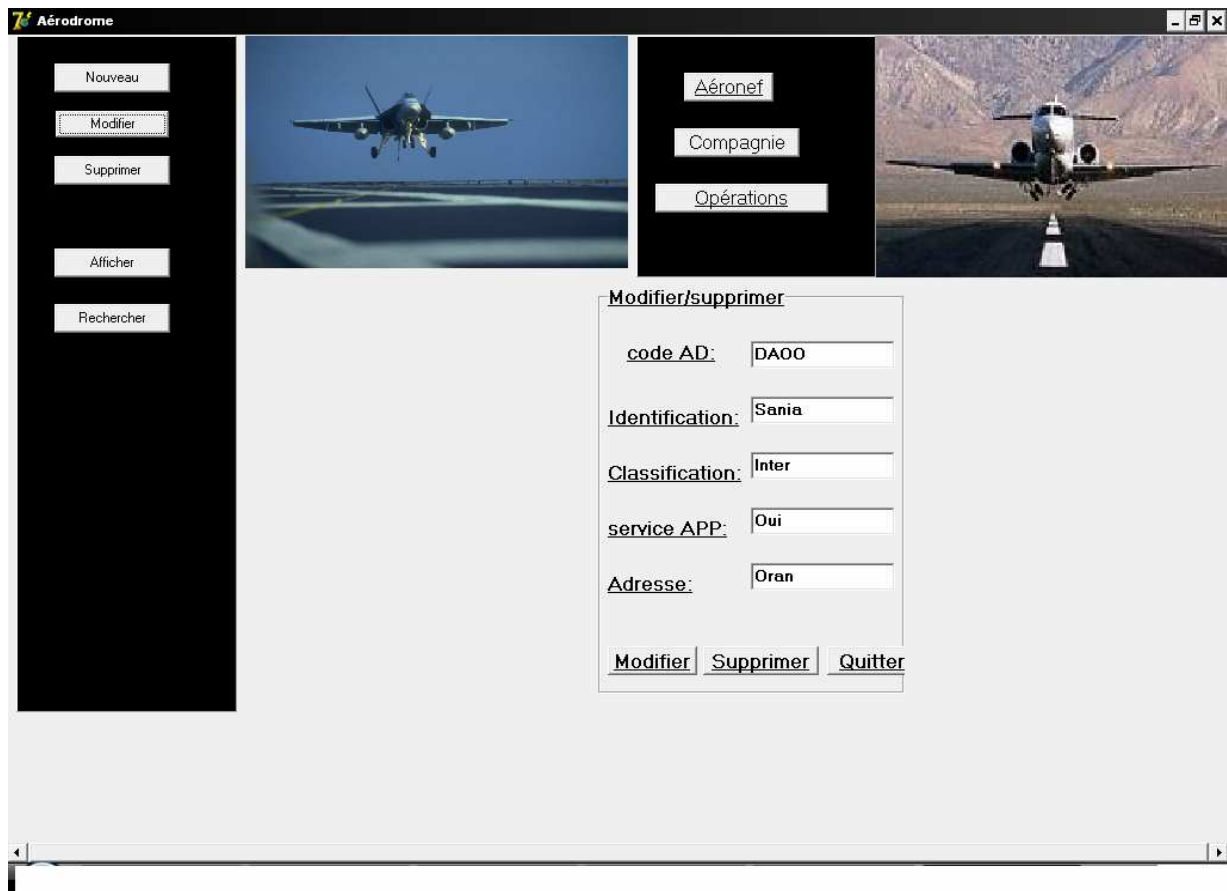 Aérodrome
Nouveau
Modifier
Supprimer
Afficher
Rechercher
Aéronef
Compagnie
Opérations
Modifier/supprimer
code AD: DAOO
Identification: Sania
Classification: Inter
service APP: Oui
Adresse: Oran
Modifier Supprimer Quitter